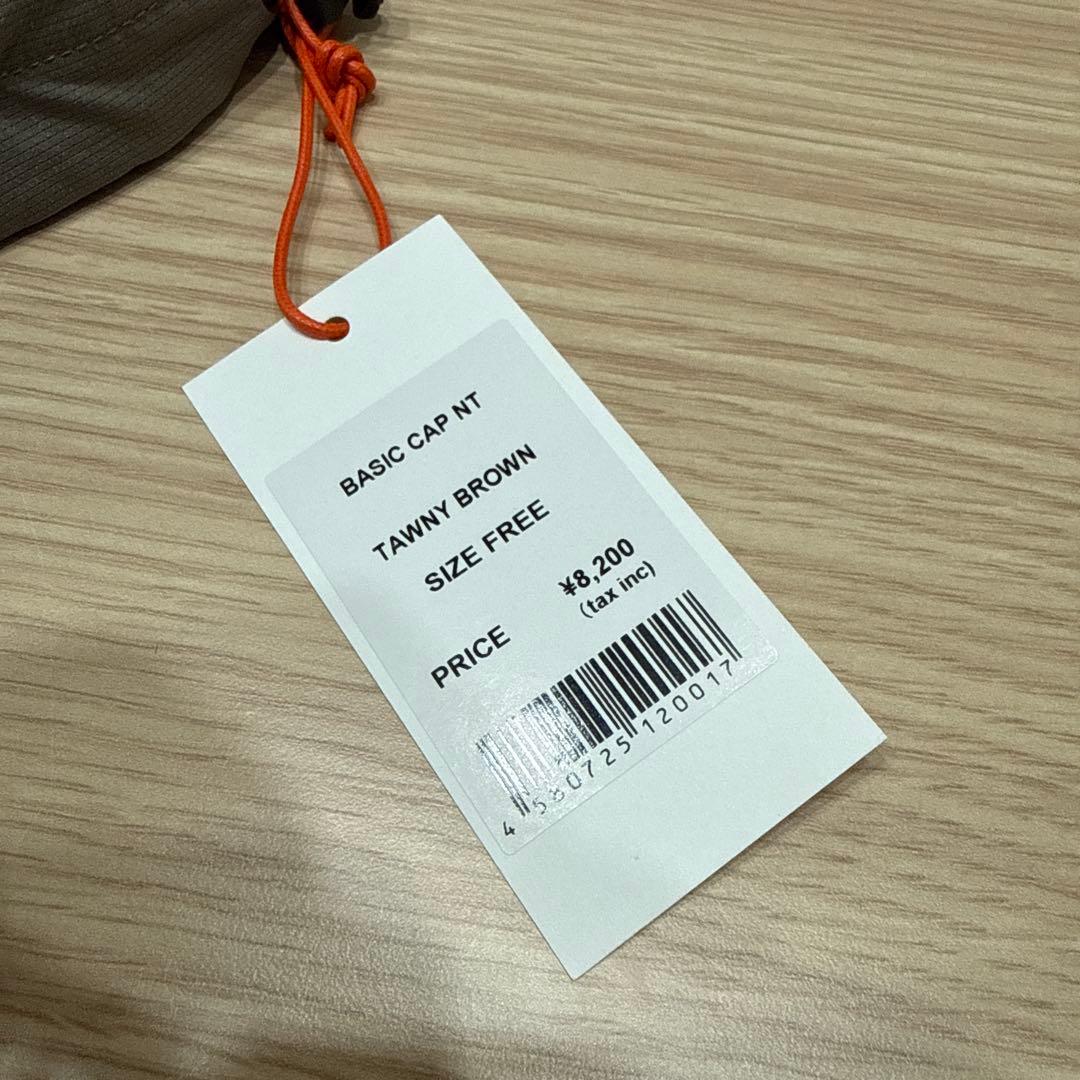 BASIC CAP NT
TAWNY BROWN
SIZE FREE
PRICE ¥8,200
(tax inc)
4 580725 120017